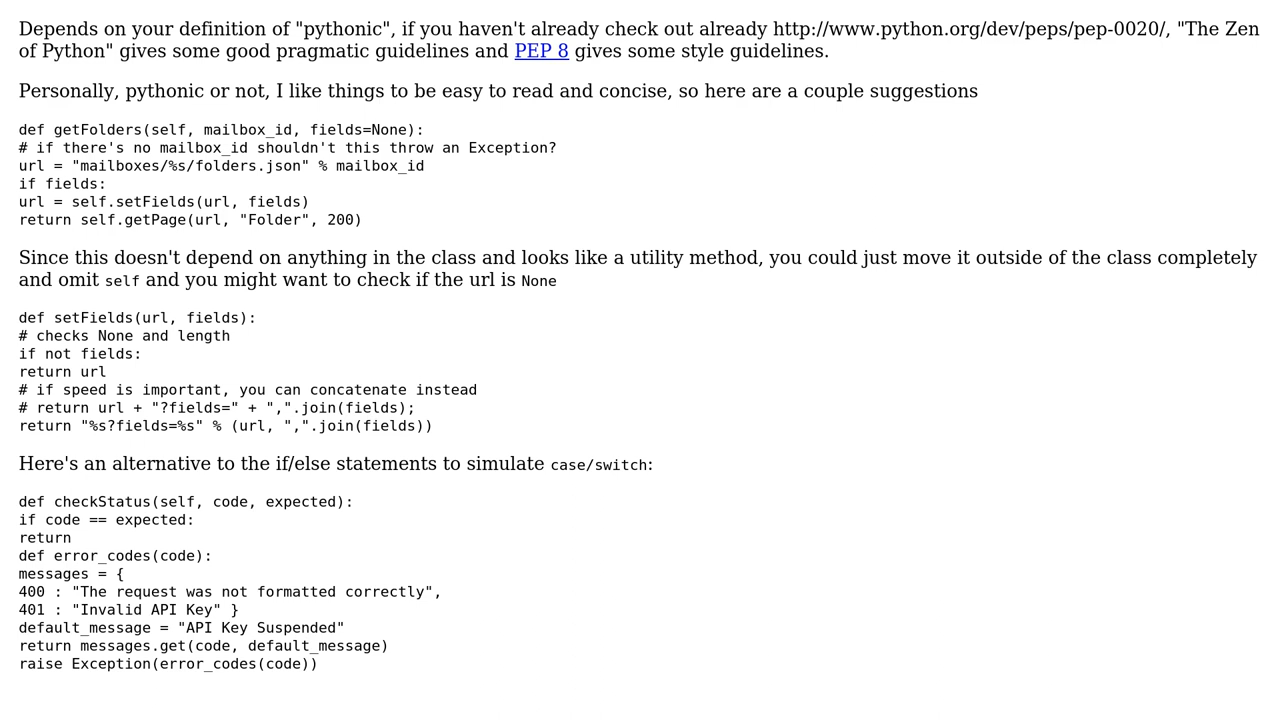 Depends on your definition of "pythonic", if you haven't already check out already http://www.python.org/dev/peps/pep-0020/, "The Zen
of Python" gives some good pragmatic guidelines and PEP 8 gives some style guidelines.
Personally, pythonic or not, I like things to be easy to read and concise, so here are a couple suggestions
def getFolders(self, mailbox_id, fields=None):
# if there's no mailbox_id shouldn't this throw an Exception?
url = "mailboxes/%s/folders.json" % mailbox_id
if fields:
url = self.setFields(url, fields)
return self.getPage(url, "Folder", 200)
Since this doesn't depend on anything in the class and looks like a utility method, you could just move it outside of the class completely
and omit self and you might want to check if the url is None
def setFields(url, fields):
# checks None and length
if not fields:
return url
# if speed is important, you can concatenate instead
# return url + "?fields=" + ",".join(fields);
return "%s?fields=%s" % (url, ",".join(fields))
Here's an alternative to the if/else statements to simulate case/switch:
def checkStatus(self, code, expected):
if code == expected:
return
def error_codes(code):
messages = {
400 : "The request was not formatted correctly",
401 : "Invalid API Key" }
default_message = "API Key Suspended"
return messages.get(code, default_message)
raise Exception(error_codes(code))